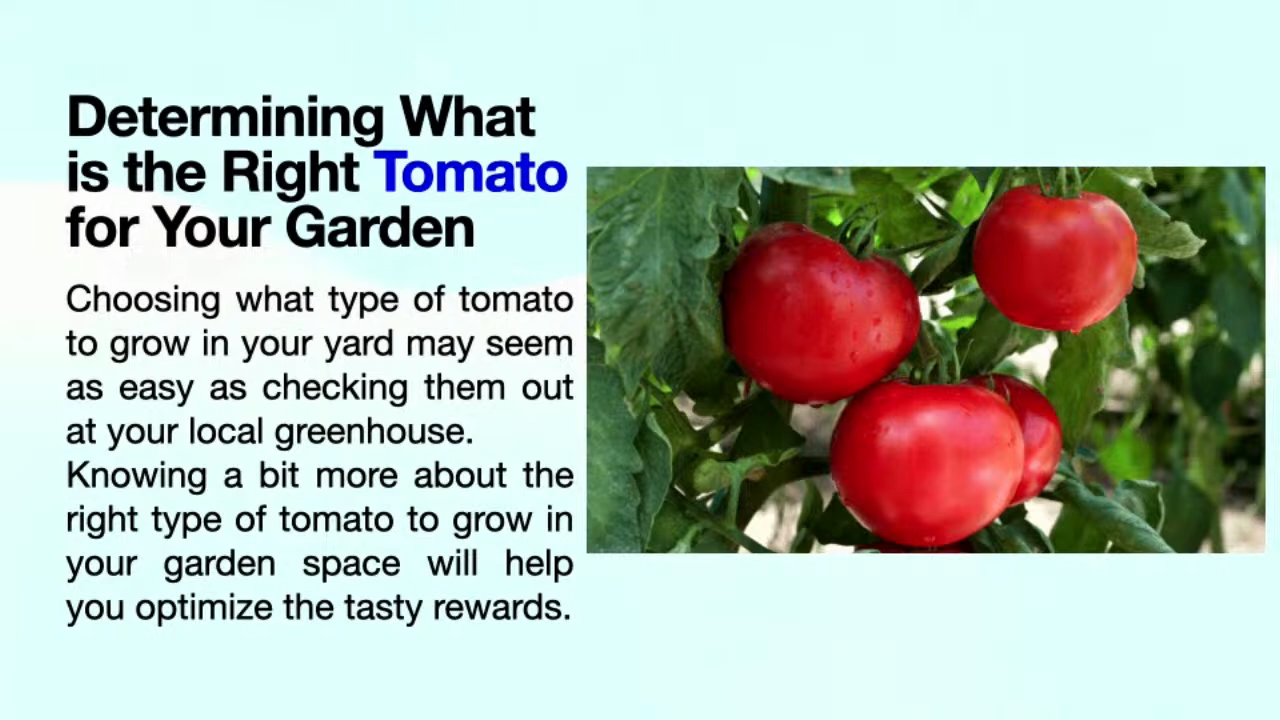 Determining What
is the Right Tomato
for Your Garden
Choosing what type of tomato
to grow in your yard may seem
as easy as checking them out
at your local greenhouse.
Knowing a bit more about the
right type of tomato to grow in
your garden space will help
you optimize the tasty rewards.